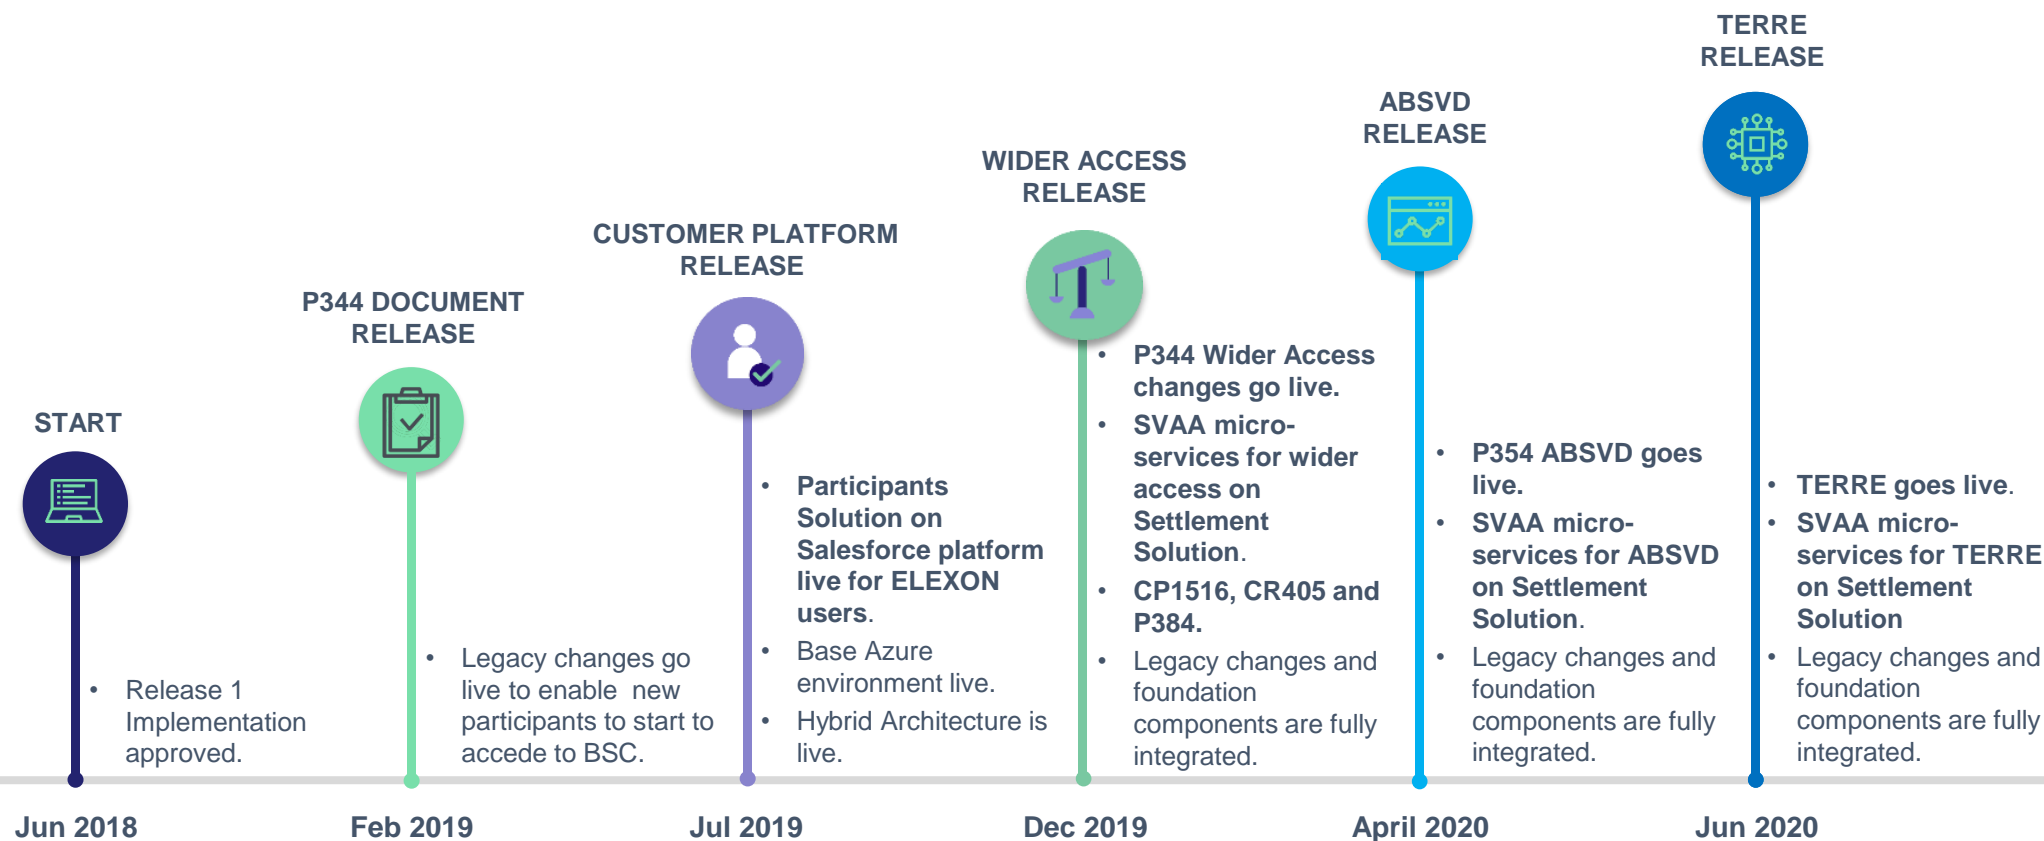 START
• Release 1
Implementation
approved.
Jun 2018
P344 DOCUMENT
RELEASE
• Legacy changes go
live to enable new
participants to start to
accede to BSC.
Feb 2019
CUSTOMER PLATFORM
RELEASE
• Participants
Solution on
Salesforce platform
live for ELEXON
users.
• Base Azure
environment live.
• Hybrid Architecture is
live.
Jul 2019
WIDER ACCESS
RELEASE
• P344 Wider Access
changes go live.
• SVAA micro-
services for wider
access on
Settlement
Solution.
• CP1516, CR405 and
P384.
• Legacy changes and
foundation
components are fully
integrated.
Dec 2019
ABSVD
RELEASE
• P354 ABSVD goes
live.
• SVAA micro-
services for ABSVD
on Settlement
Solution.
• Legacy changes and
foundation
components are fully
integrated.
April 2020
TERRE
RELEASE
• TERRE goes live.
• SVAA micro-
services for TERRE
on Settlement
Solution
• Legacy changes and
foundation
components are fully
integrated.
Jun 2020